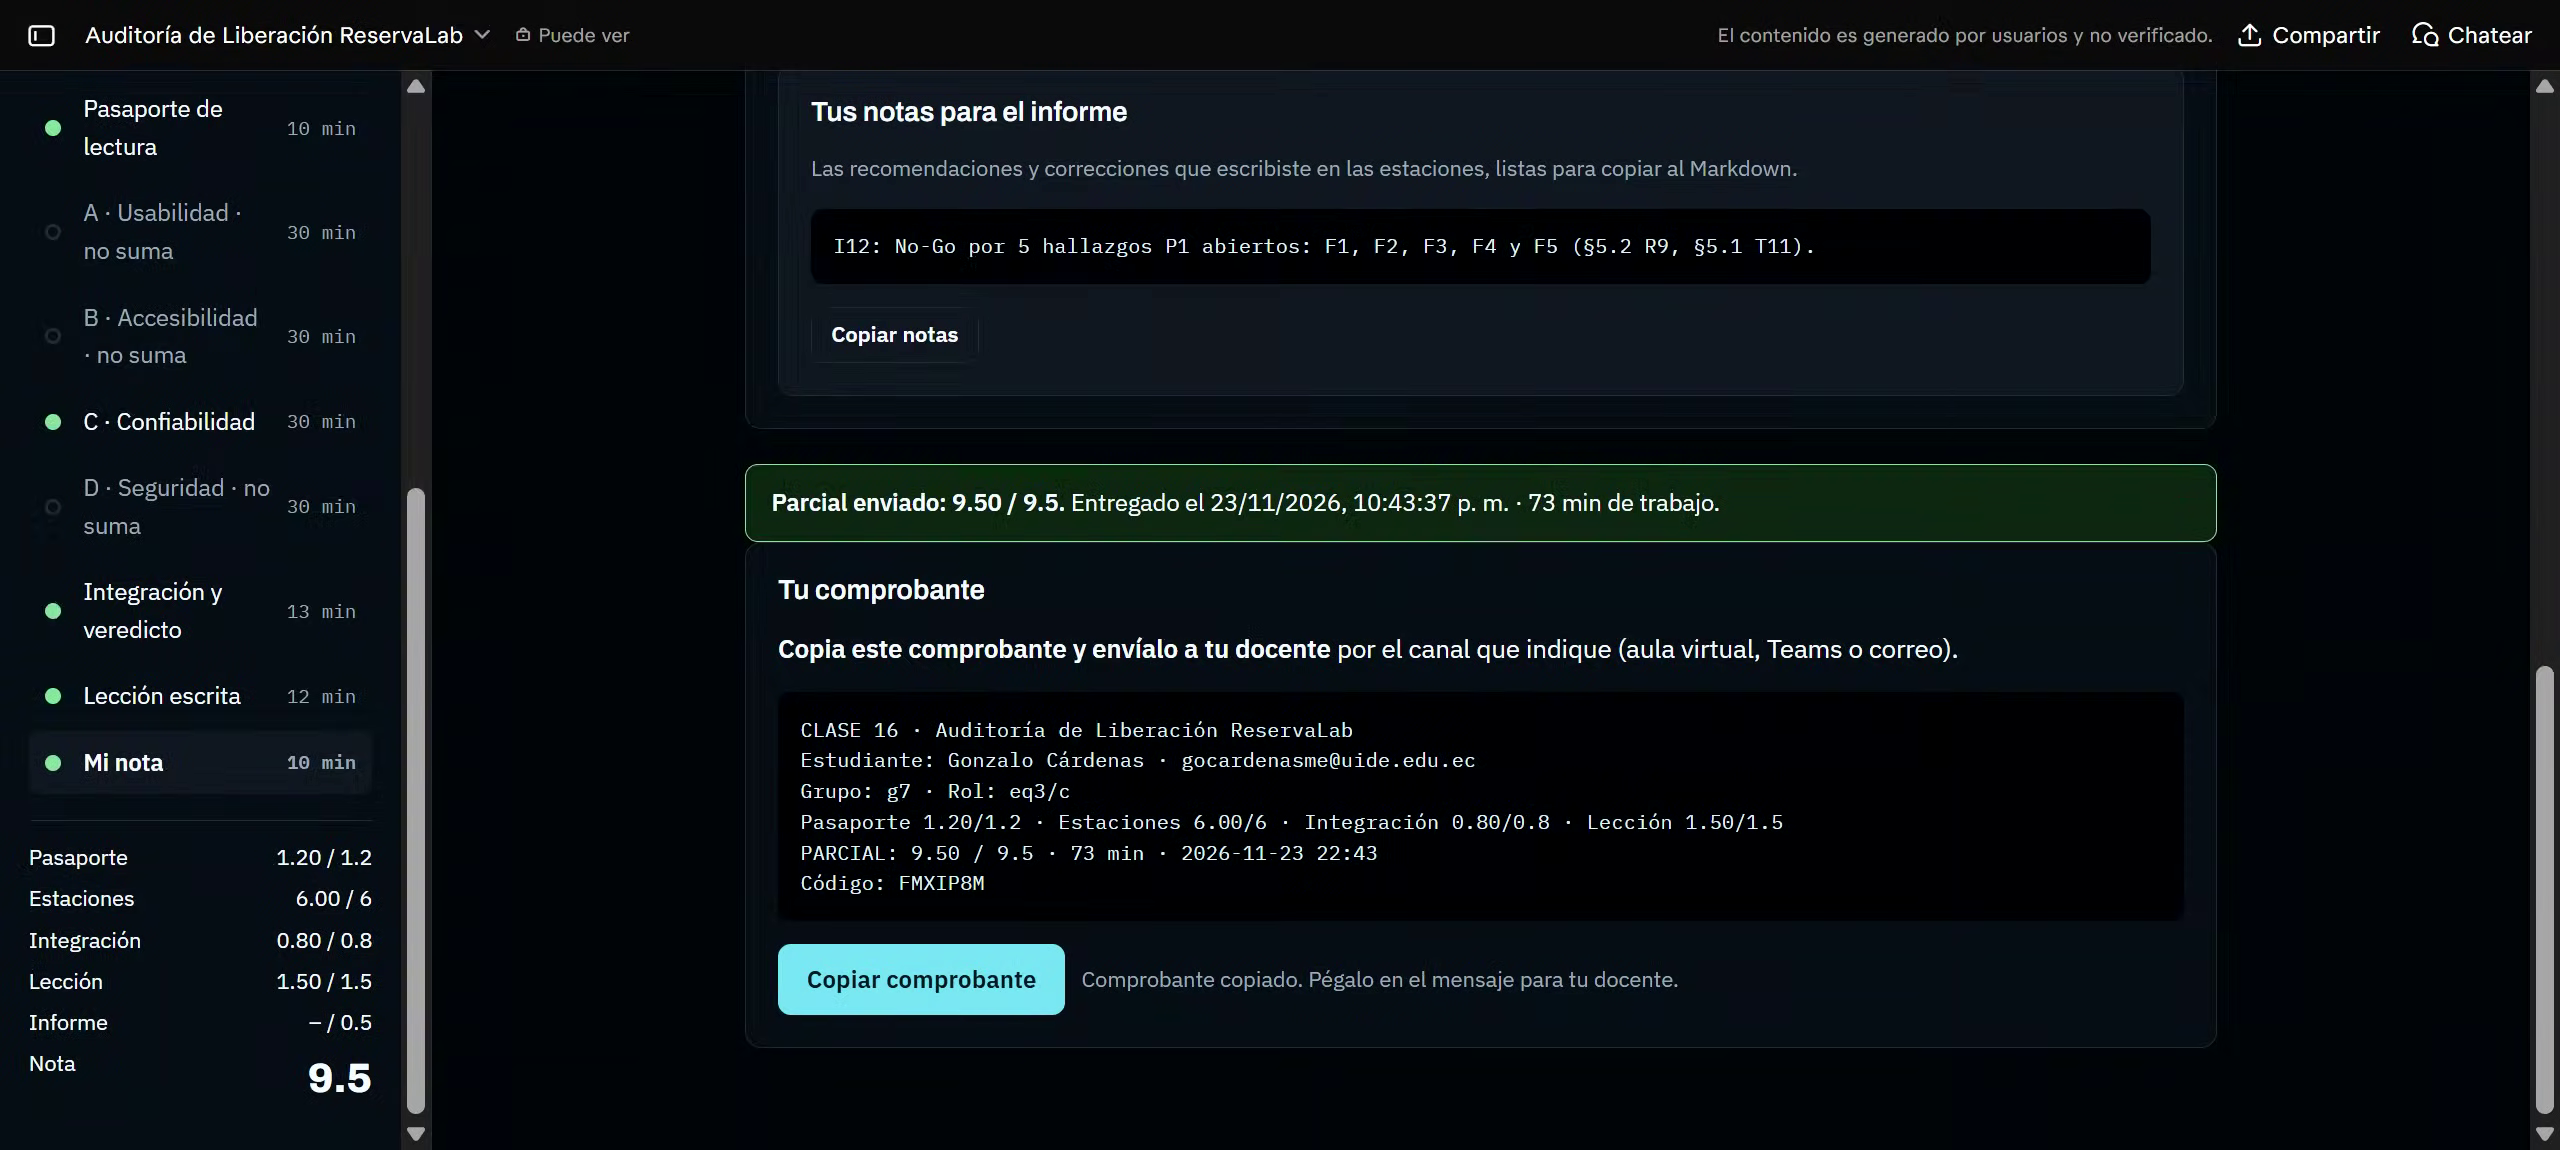 Auditoría de Liberación ReservaLab
Puede ver
El contenido es generado por usuarios y no verificado.
Compartir
Chatear
Pasaporte de
lectura
10 min
A · Usabilidad ·
no suma
30 min
B · Accesibilidad
· no suma
30 min
C · Confiabilidad
30 min
D · Seguridad · no
suma
30 min
Integración y
veredicto
13 min
Lección escrita
12 min
Mi nota
10 min
Pasaporte 1.20 / 1.2
Estaciones 6.00 / 6
Integración 0.80 / 0.8
Lección 1.50 / 1.5
Informe – / 0.5
Nota 9.5
Tus notas para el informe
Las recomendaciones y correcciones que escribiste en las estaciones, listas para copiar al Markdown.
I12: No-Go por 5 hallazgos P1 abiertos: F1, F2, F3, F4 y F5 (§5.2 R9, §5.1 T11).
Copiar notas
Parcial enviado: 9.50 / 9.5. Entregado el 23/11/2026, 10:43:37 p. m. · 73 min de trabajo.
Tu comprobante
Copia este comprobante y envíalo a tu docente por el canal que indique (aula virtual, Teams o correo).
CLASE 16 · Auditoría de Liberación ReservaLab
Estudiante: Gonzalo Cárdenas · gocardenasme@uide.edu.ec
Grupo: g7 · Rol: eq3/c
Pasaporte 1.20/1.2 · Estaciones 6.00/6 · Integración 0.80/0.8 · Lección 1.50/1.5
PARCIAL: 9.50 / 9.5 · 73 min · 2026-11-23 22:43
Código: FMXIP8M
Copiar comprobante
Comprobante copiado. Pégalo en el mensaje para tu docente.